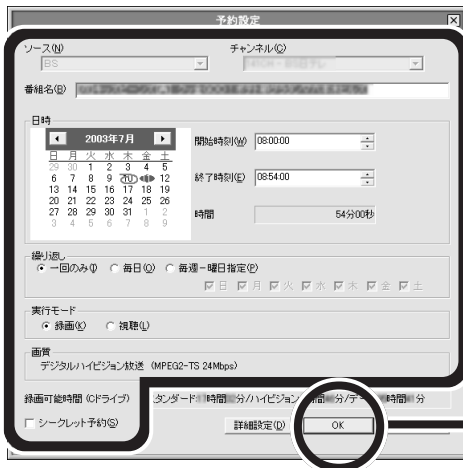 予約設定
ソース(N) チャンネル(C)
BS
番組名(B)
日時
2003年7月
日 月 火 水 木 金 土
29 30 1 2 3 4 5
6 7 8 9 10 11 12
13 14 15 16 17 18 19
20 21 22 23 24 25 26
27 28 29 30 31 1 2
3 4 5 6 7 8 9
開始時刻(W) 08:00:00
終了時刻(E) 08:54:00
時間 54分00秒
繰り返し
一回のみ(I) 毎日(O) 毎週-曜日指定(P)
日 月 火 水 木 金 土
実行モード
録画(K) 視聴(L)
画質
デジタルハイビジョン放送 (MPEG2-TS 24Mbps)
録画可能時間 (Cドライブ) タンダード 時間 分/ハイビジョン 時間 分/デー 時間 分
シークレット予約(S)
詳細設定(D) OK